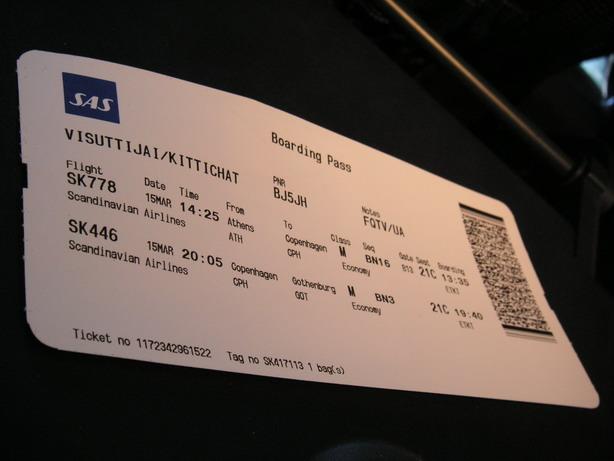 SAS
Boarding Pass
VISUTTIJAI/KITTICHAT
PNR
BJ5JH
Notes
FQTV/UA
Flight Date Time From To Class Seq Gate Seat Boarding
SK778 15MAR 14:25 Athens Copenhagen M BN16 B13 21C 13:35
Scandinavian Airlines ATH CPH Economy ETKT
SK446 15MAR 20:05 Copenhagen Gothenburg M BN3 21C 19:40
Scandinavian Airlines CPH GOT Economy ETKT
Ticket no 1172342961522 Tag no SK417113 1 bag(s)